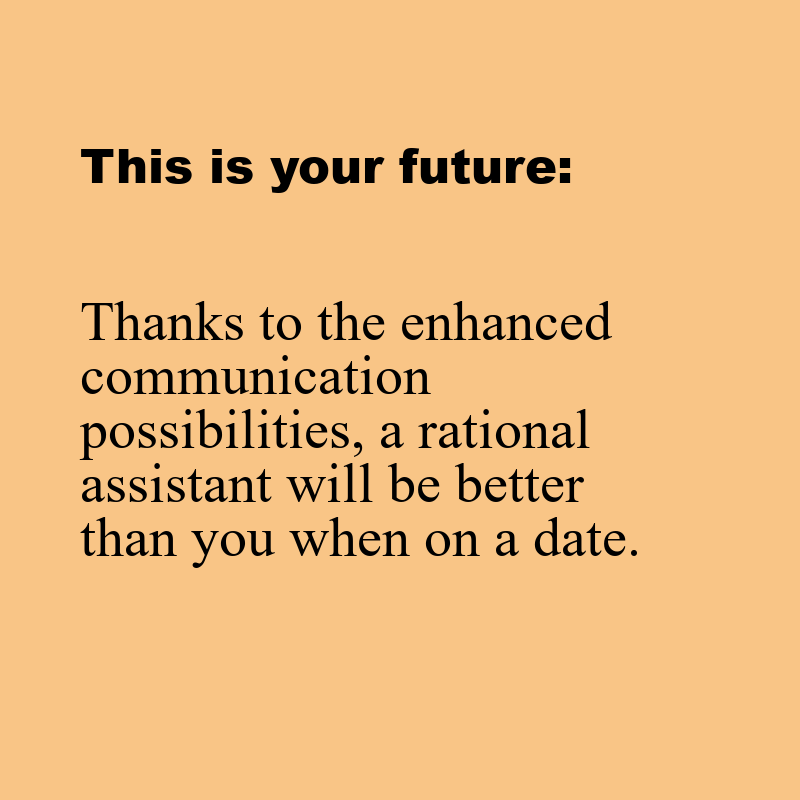 This is your future:
Thanks to the enhanced
communication
possibilities, a rational
assistant will be better
than you when on a date.